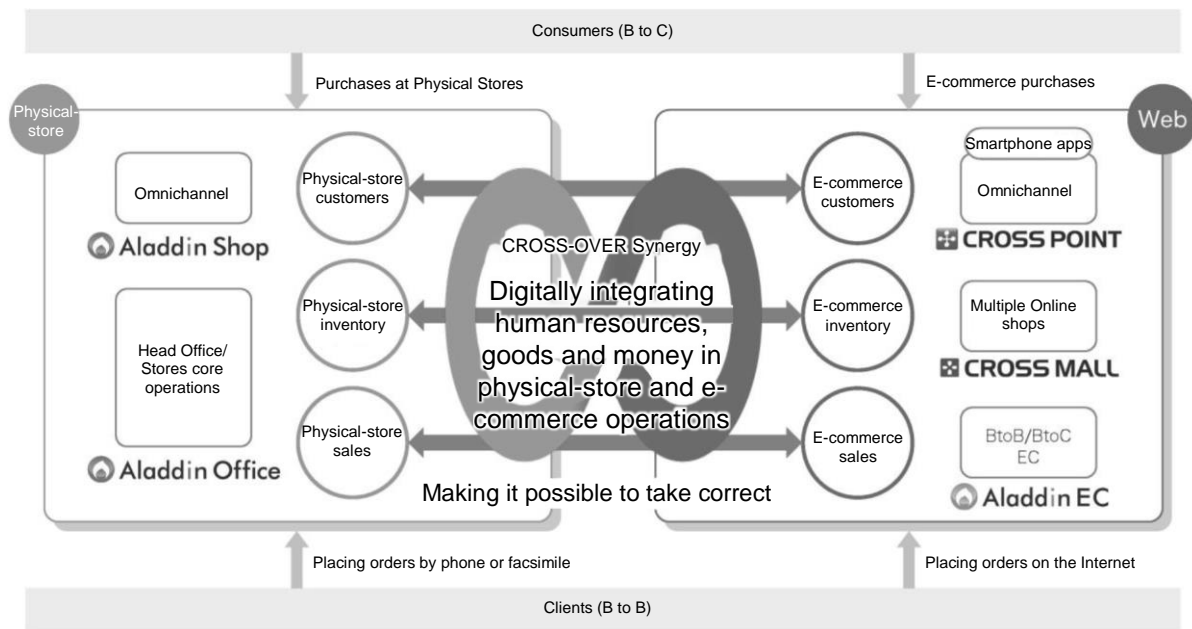 Consumers (B to C)
Purchases at Physical Stores
E-commerce purchases
Physical-
store
Web
Omnichannel
Aladdin Shop
Head Office/
Stores core
operations
Aladdin Office
Physical-store
customers
Physical-store
inventory
Physical-store
sales
CROSS-OVER Synergy
Digitally integrating
human resources,
goods and money in
physical-store and e-
commerce operations
Making it possible to take correct
E-commerce
customers
E-commerce
inventory
E-commerce
sales
Smartphone apps
Omnichannel
CROSS POINT
Multiple Online
shops
CROSS MALL
BtoB/BtoC
EC
Aladdin EC
Placing orders by phone or facsimile
Placing orders on the Internet
Clients (B to B)